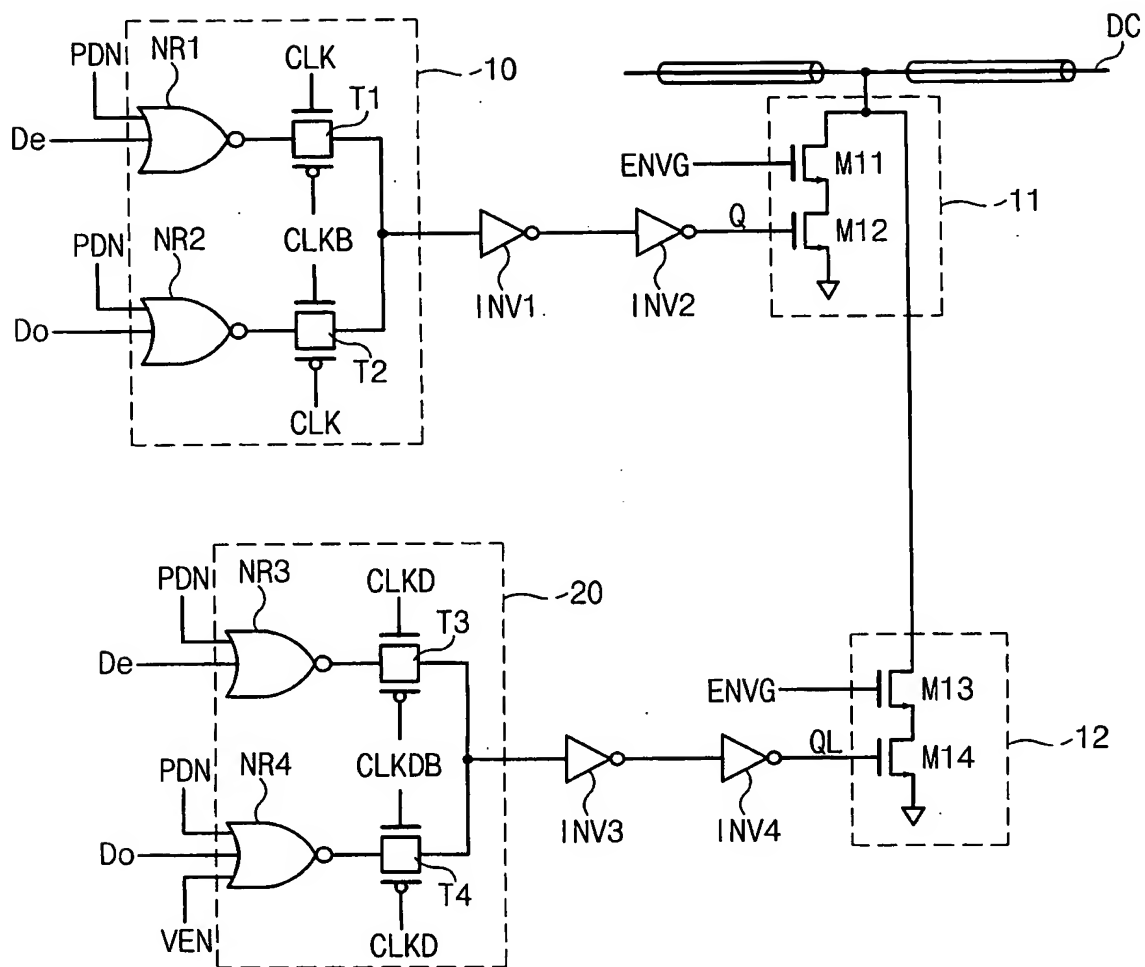 PDN
NR1
CLK
10
DC
De
T1
ENVG
M11
11
PDN
NR2
CLKB
Q
M12
INV1
INV2
Do
T2
CLK
PDN
NR3
CLKD
20
T3
De
ENVG
M13
PDN
NR4
CLKDB
QL
M14
12
INV3
INV4
Do
T4
VEN
CLKD